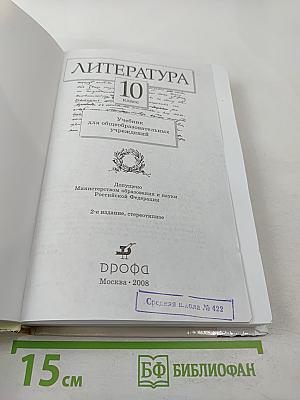 ЛИТЕРАТУРА
10
класс
Учебник
для общеобразовательных
учреждений
Допущено
Министерством образования и науки
Российской Федерации
2-е издание, стереотипное
дрофа
Москва • 2008
Средняя школа № 422
15 см
БФ БИБЛИОФАН